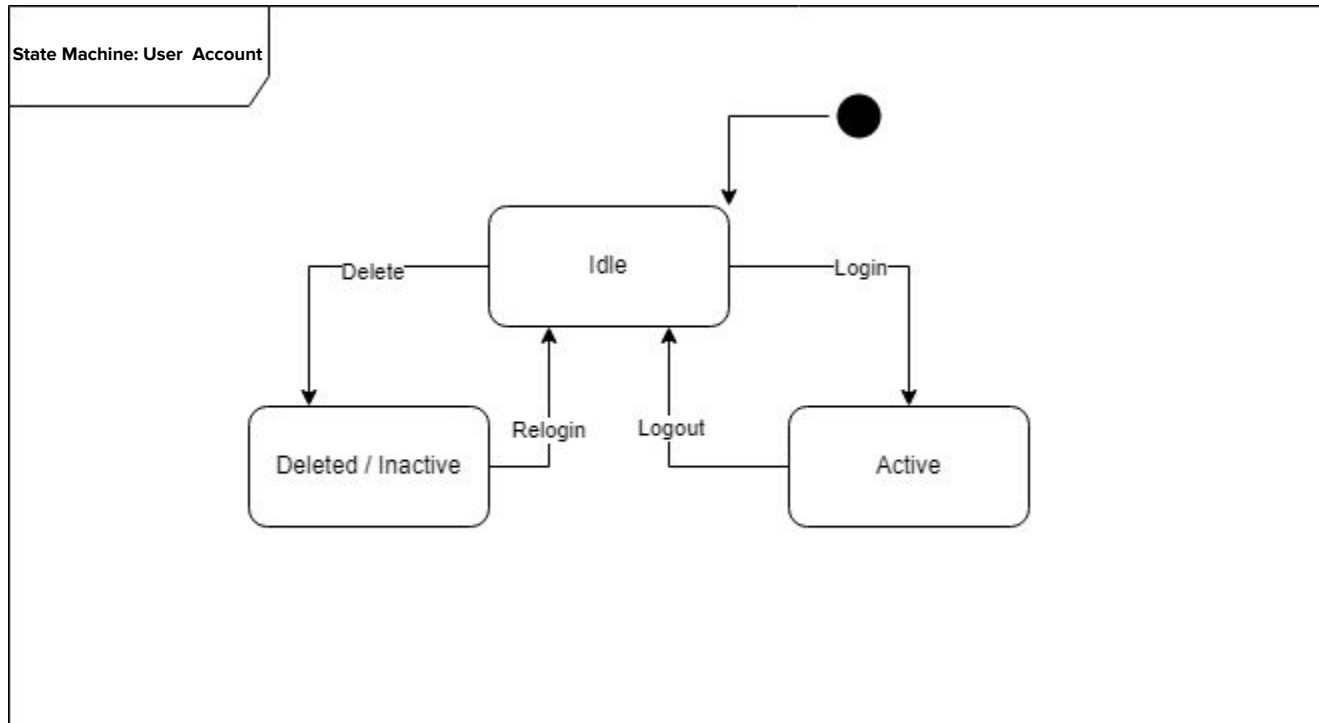 State Machine: User  Account
Idle
Delete
Login
Relogin
Logout
Deleted / Inactive
Active